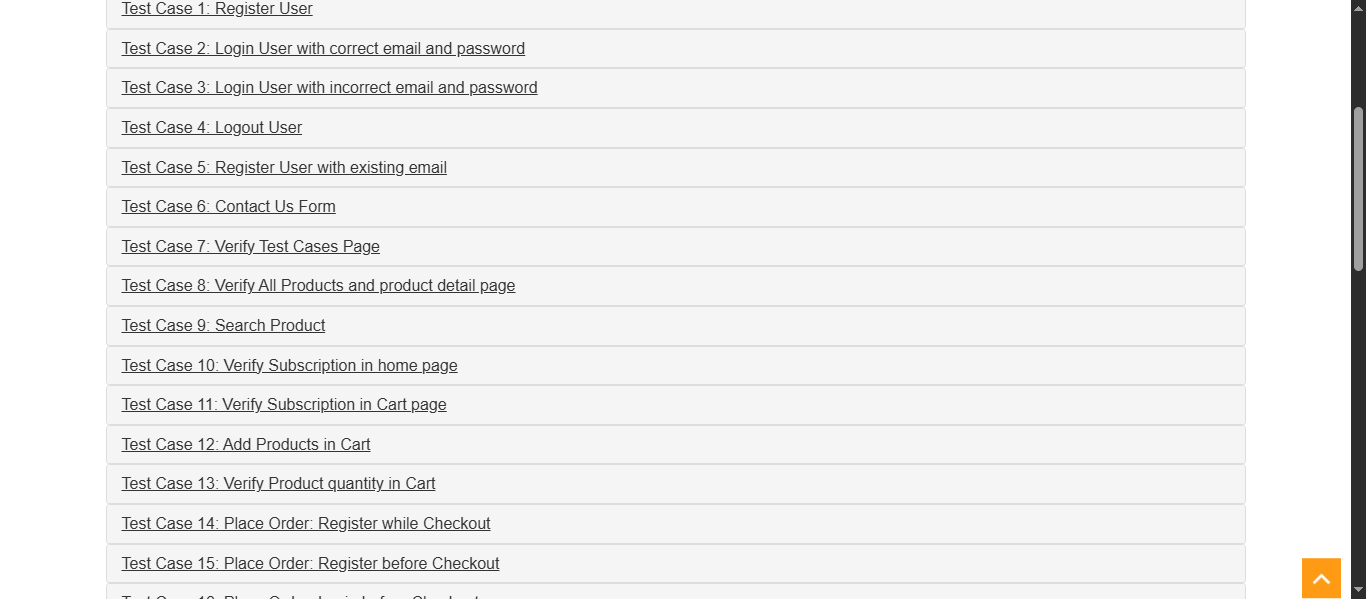 Test Case 1: Register User
Test Case 2: Login User with correct email and password
Test Case 3: Login User with incorrect email and password
Test Case 4: Logout User
Test Case 5: Register User with existing email
Test Case 6: Contact Us Form
Test Case 7: Verify Test Cases Page
Test Case 8: Verify All Products and product detail page
Test Case 9: Search Product
Test Case 10: Verify Subscription in home page
Test Case 11: Verify Subscription in Cart page
Test Case 12: Add Products in Cart
Test Case 13: Verify Product quantity in Cart
Test Case 14: Place Order: Register while Checkout
Test Case 15: Place Order: Register before Checkout